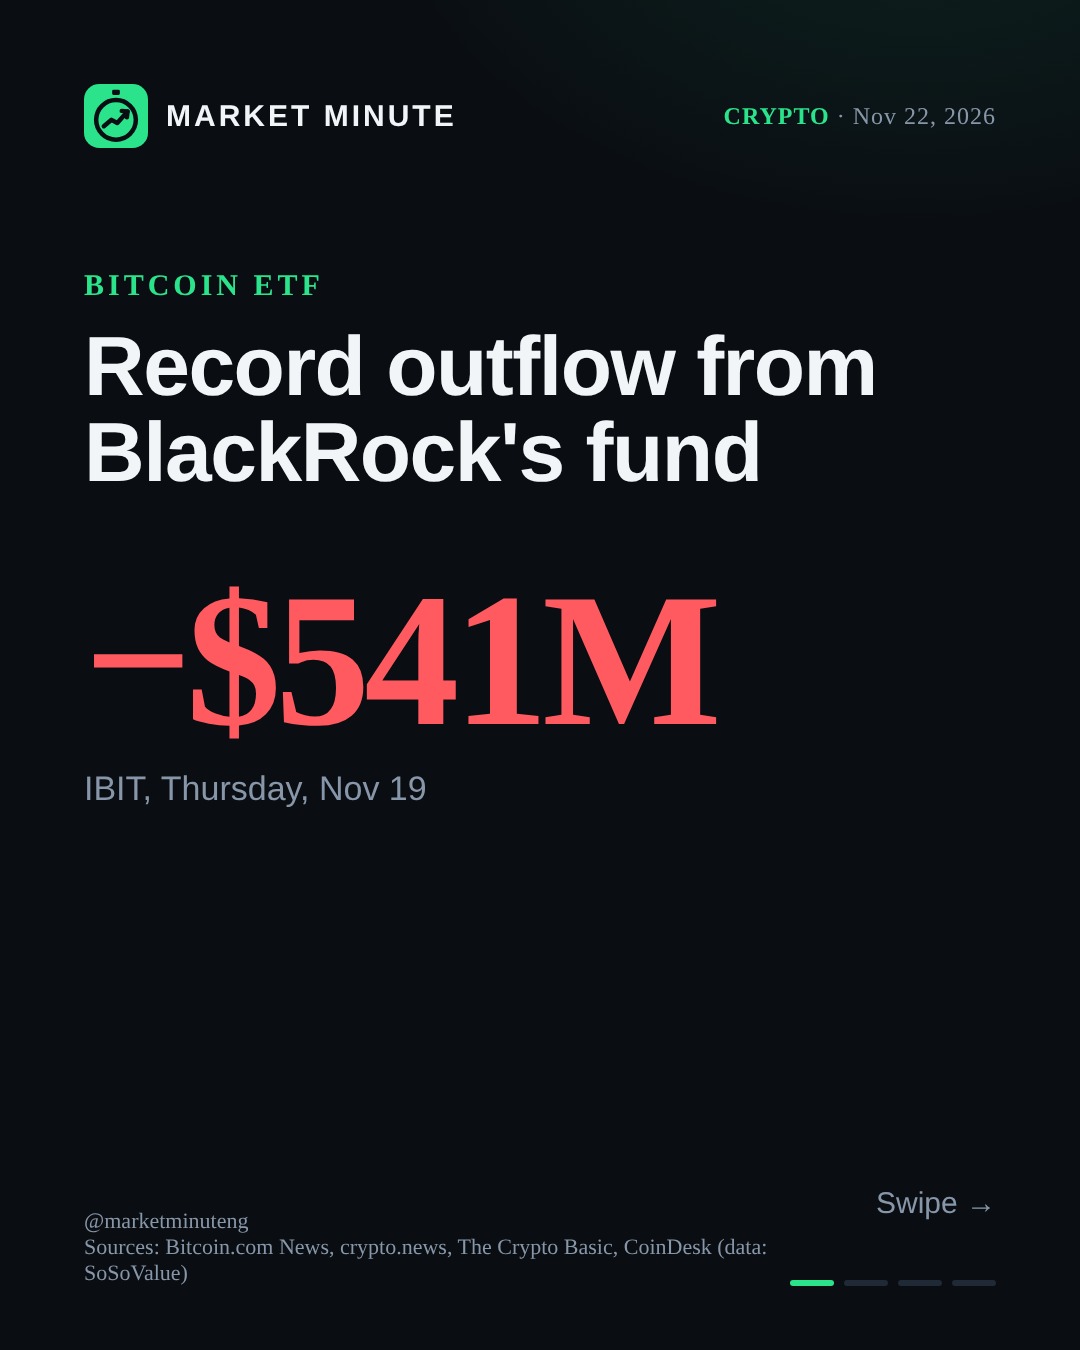 MARKET MINUTE
CRYPTO · Nov 22, 2026
BITCOIN ETF
Record outflow from
BlackRock's fund
−$541M
IBIT, Thursday, Nov 19
Swipe →
@marketminuteng
Sources: Bitcoin.com News, crypto.news, The Crypto Basic, CoinDesk (data:
SoSoValue)